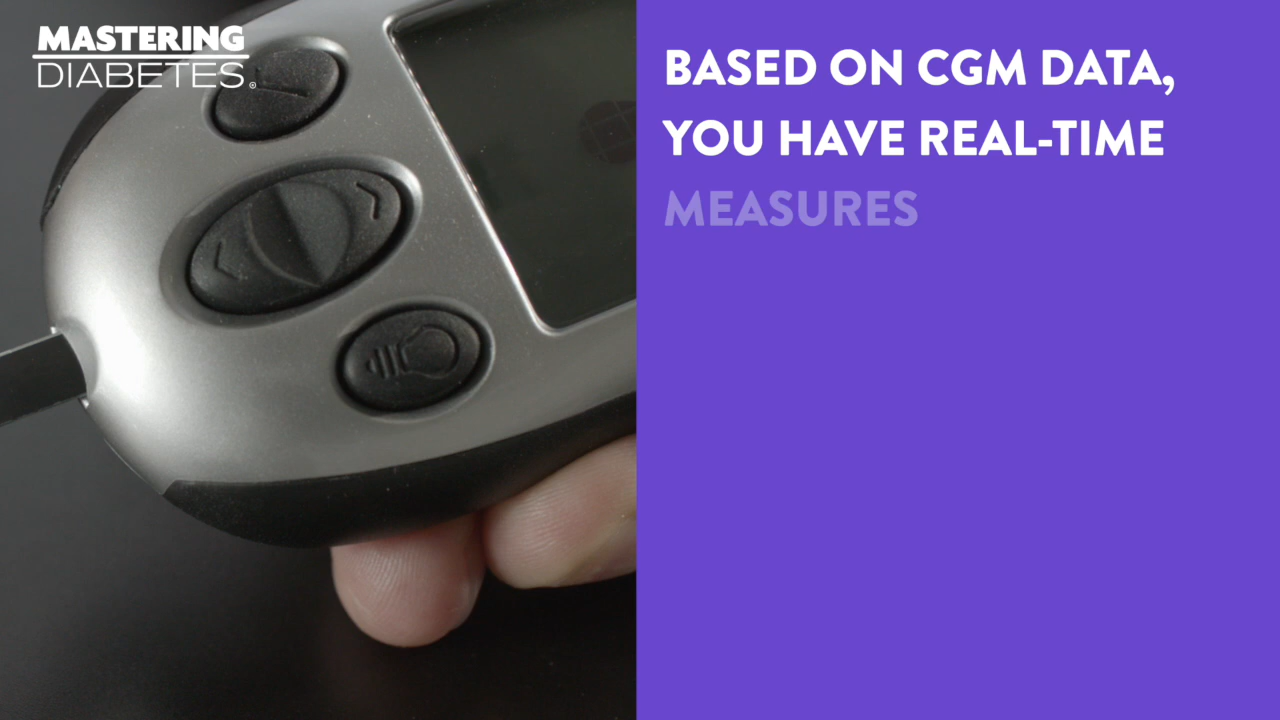 MASTERING
DIABETES®
BASED ON CGM DATA,
YOU HAVE REAL-TIME
MEASURES